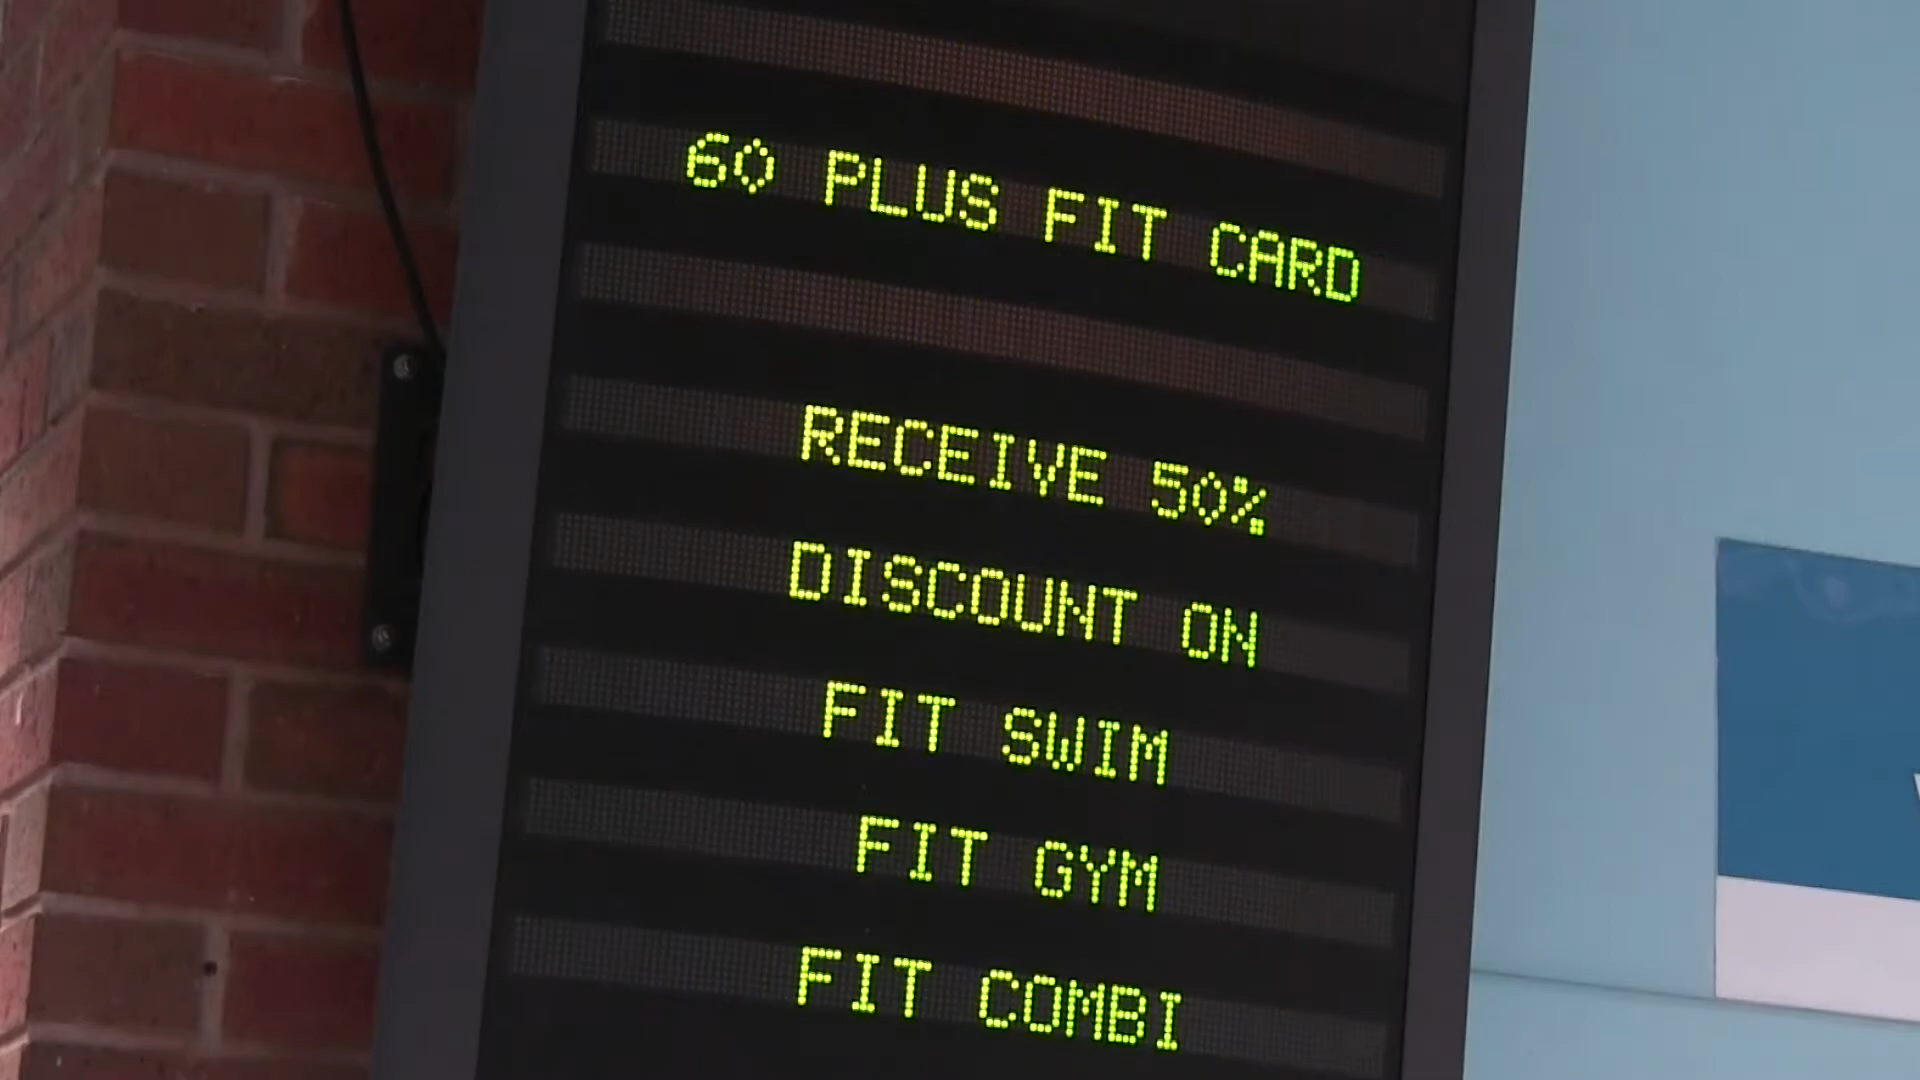 60 PLUS FIT CARD
RECEIVE 50%
DISCOUNT ON
FIT SWIM
FIT GYM
FIT COMBI